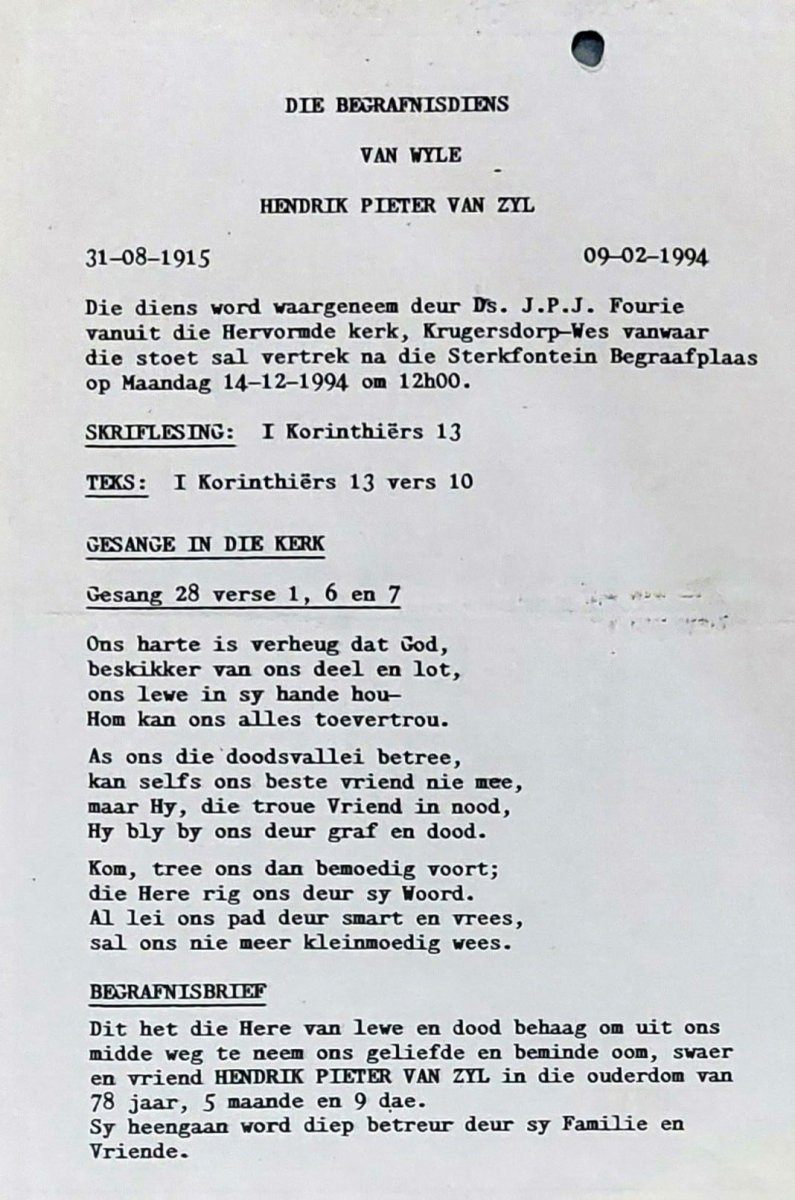 DIE BEGRAFNISDIENS
VAN WYLE
HENDRIK PIETER VAN ZYL
31-08-1915 09-02-1994
Die diens word waargeneem deur Ds. J.P.J. Fourie
vanuit die Hervormde kerk, Krugersdorp-Wes vanwaar
die stoet sal vertrek na die Sterkfontein Begraafplaas
op Maandag 14-12-1994 om 12h00.
SKRIFLESING: I Korinthiërs 13
TEKS: I Korinthiërs 13 vers 10
GESANGE IN DIE KERK
Gesang 28 verse 1, 6 en 7
Ons harte is verheug dat God,
beskikker van ons deel en lot,
ons lewe in sy hande hou-
Hom kan ons alles toevertrou.
As ons die doodsvallei betree,
kan selfs ons beste vriend nie mee,
maar Hy, die troue Vriend in nood,
Hy bly by ons deur graf en dood.
Kom, tree ons dan bemoedig voort;
die Here rig ons deur sy Woord.
Al lei ons pad deur smart en vrees,
sal ons nie meer kleinmoedig wees.
BEGRAFNISBRIEF
Dit het die Here van lewe en dood behaag om uit ons
midde weg te neem ons geliefde en beminde oom, swaer
en vriend HENDRIK PIETER VAN ZYL in die ouderdom van
78 jaar, 5 maande en 9 dae.
Sy heengaan word diep betreur deur sy Familie en
Vriende.